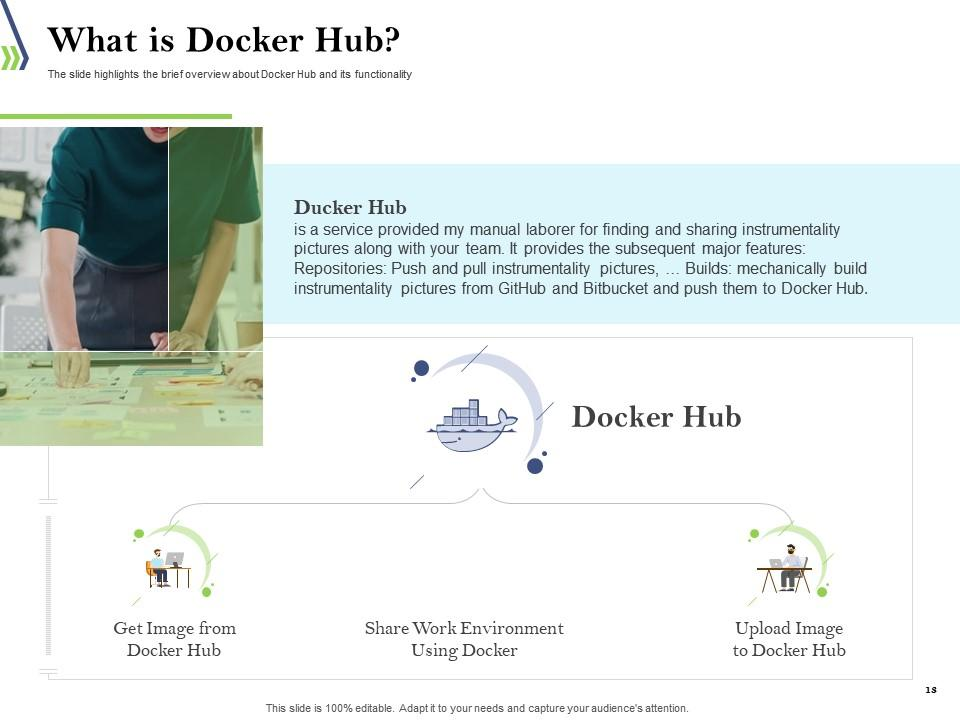 What is Docker Hub?
The slide highlights the brief overview about Docker Hub and its functionality
Ducker Hub
is a service provided my manual laborer for finding and sharing instrumentality
pictures along with your team. It provides the subsequent major features:
Repositories: Push and pull instrumentality pictures, … Builds: mechanically build
instrumentality pictures from GitHub and Bitbucket and push them to Docker Hub.
Docker Hub
Get Image from
Docker Hub
Share Work Environment
Using Docker
Upload Image
to Docker Hub
18
This slide is 100% editable. Adapt it to your needs and capture your audience's attention.